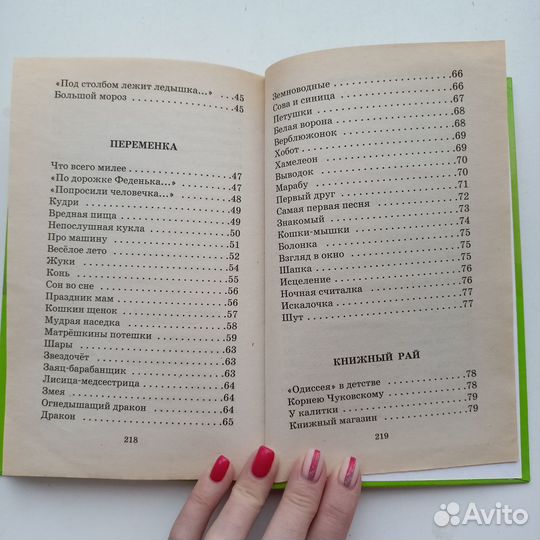 «Под столбом лежит ледышка...» . . . 45
Большой мороз . . . . . . . . . . . . . . 45
ПЕРЕМЕНКА
Что всего милее . . . . . . . . . . . . . 47
«По дорожке Феденька...» . . . . . . . 47
«Попросили человечка...» . . . . . . . 48
Кудри . . . . . . . . . . . . . . . . . . 49
Вредная пища . . . . . . . . . . . . . . 49
Непослушная кукла . . . . . . . . . . . 50
Про машину . . . . . . . . . . . . . . . 51
Весёлое лето . . . . . . . . . . . . . . 52
Жуки . . . . . . . . . . . . . . . . . . 54
Конь . . . . . . . . . . . . . . . . . . 55
Сон во сне . . . . . . . . . . . . . . . 56
Праздник мам . . . . . . . . . . . . . . 56
Кошкин щенок . . . . . . . . . . . . . . 57
Мудрая наседка . . . . . . . . . . . . . 58
Матрёшкины потешки . . . . . . . . . . 59
Шары . . . . . . . . . . . . . . . . . . 63
Звездочёт . . . . . . . . . . . . . . . . 63
Заяц-барабанщик . . . . . . . . . . . . 63
Лисица-медсестрица . . . . . . . . . . . 64
Змея . . . . . . . . . . . . . . . . . . 64
Огнедышащий дракон . . . . . . . . . . 64
Дракон . . . . . . . . . . . . . . . . . 65
218
Земноводные . . . . . . . . . . . . . . . 66
Сова и синица . . . . . . . . . . . . . . 66
Петушки . . . . . . . . . . . . . . . . . 67
Белая ворона . . . . . . . . . . . . . . 68
Верблюжонок . . . . . . . . . . . . . . . 68
Хобот . . . . . . . . . . . . . . . . . . 69
Хамелеон . . . . . . . . . . . . . . . . 69
Выводок . . . . . . . . . . . . . . . . . 70
Марабу . . . . . . . . . . . . . . . . . 70
Первый друг . . . . . . . . . . . . . . . 71
Самая первая песня . . . . . . . . . . . 72
Знакомый . . . . . . . . . . . . . . . . 73
Кошки-мышки . . . . . . . . . . . . . . . 74
Болонка . . . . . . . . . . . . . . . . . 75
Взгляд в окно . . . . . . . . . . . . . . 75
Шапка . . . . . . . . . . . . . . . . . . 75
Исцеление . . . . . . . . . . . . . . . . 76
Ночная считалка . . . . . . . . . . . . . 76
Искалочка . . . . . . . . . . . . . . . . 77
Шут . . . . . . . . . . . . . . . . . . . 77
КНИЖНЫЙ РАЙ
«Одиссея» в детстве . . . . . . . . . . . 78
Корнею Чуковскому . . . . . . . . . . . . 78
У калитки . . . . . . . . . . . . . . . . 79
Книжный магазин . . . . . . . . . . . . . 79
219
Avito